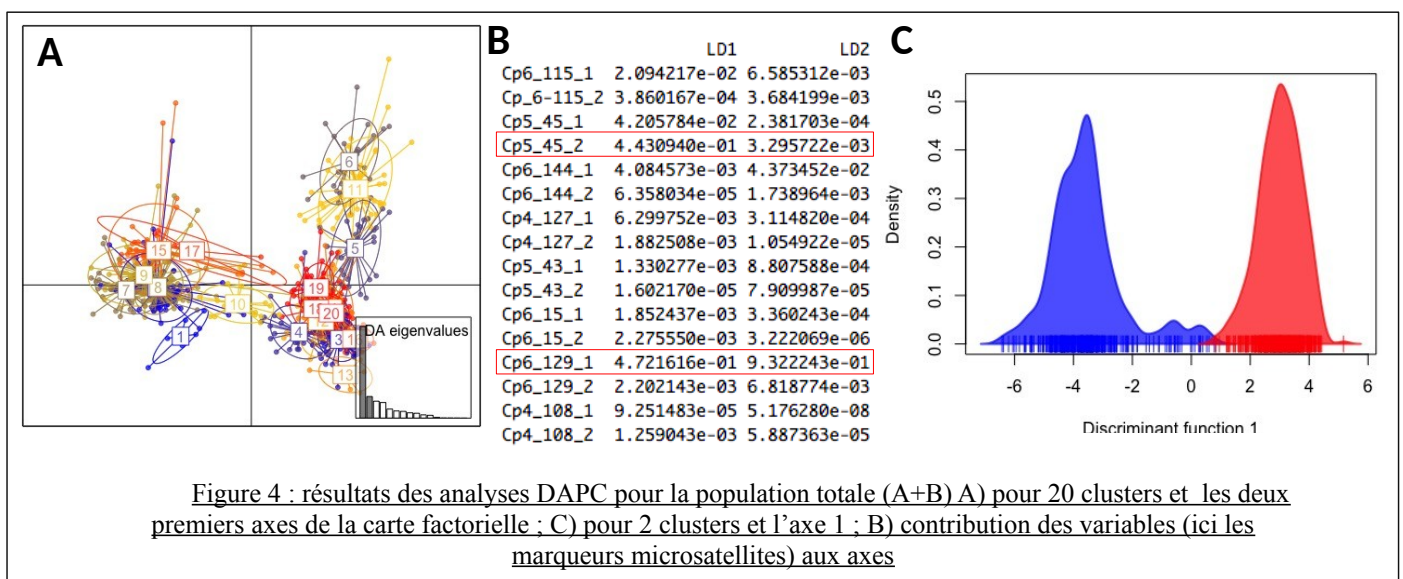 A
6
11
5
15
17
9
7
8
10
1
19
18
20
4
3
1
13
DA eigenvalues
B
LD1 LD2
Cp6_115_1 2.094217e-02 6.585312e-03
Cp_6-115_2 3.860167e-04 3.684199e-03
Cp5_45_1 4.205784e-02 2.381703e-04
Cp5_45_2 4.430940e-01 3.295722e-03
Cp6_144_1 4.084573e-03 4.373452e-02
Cp6_144_2 6.358034e-05 1.738964e-03
Cp4_127_1 6.299752e-03 3.114820e-04
Cp4_127_2 1.882508e-03 1.054922e-05
Cp5_43_1 1.330277e-03 8.807588e-04
Cp5_43_2 1.602170e-05 7.909987e-05
Cp6_15_1 1.852437e-03 3.360243e-04
Cp6_15_2 2.275550e-03 3.222069e-06
Cp6_129_1 4.721616e-01 9.322243e-01
Cp6_129_2 2.202143e-03 6.818774e-03
Cp4_108_1 9.251483e-05 5.176280e-08
Cp4_108_2 1.259043e-03 5.887363e-05
C
Density
0.5
0.4
0.3
0.2
0.1
0.0
-6 -4 -2 0 2 4 6
Discriminant function 1
Figure 4 : résultats des analyses DAPC pour la population totale (A+B) A) pour 20 clusters et les deux
premiers axes de la carte factorielle ; C) pour 2 clusters et l’axe 1 ; B) contribution des variables (ici les
marqueurs microsatellites) aux axes